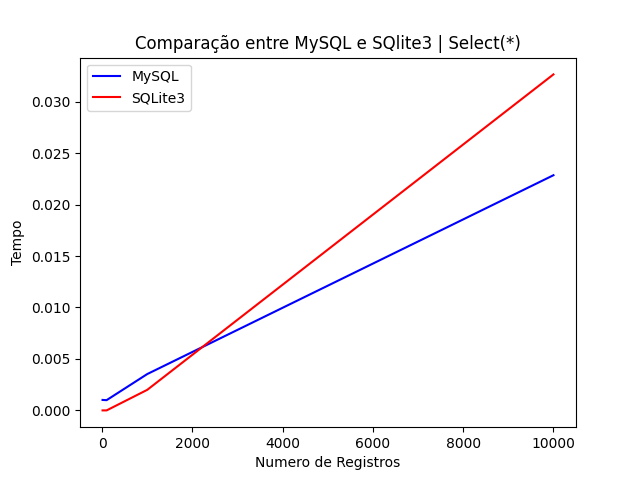 Comparação entre MySQL e SQlite3 | Select(*)
MySQL
SQLite3
0.030
0.025
0.020
0.015
0.010
0.005
0.000
Tempo
0 2000 4000 6000 8000 10000
Numero de Registros